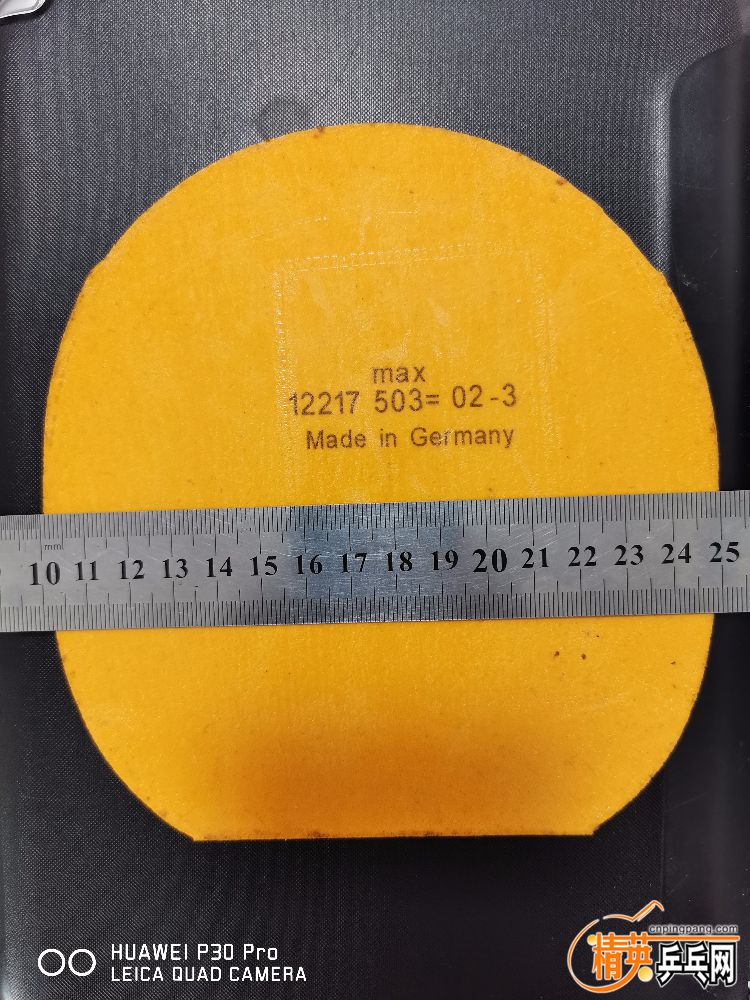 max
12217 503= 02-3
Made in Germany
mm
10 11 12 13 14 15 16 17 18 19 20 21 22 23 24 25
HUAWEI P30 Pro
LEICA QUAD CAMERA
cnpingpang.com
精英乒乓网